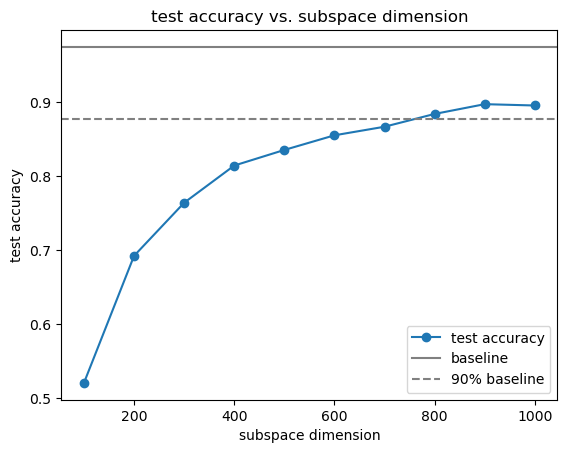 test accuracy vs. subspace dimension
test accuracy
0.9
0.8
0.7
0.6
0.5
200 400 600 800 1000
subspace dimension
test accuracy
baseline
90% baseline